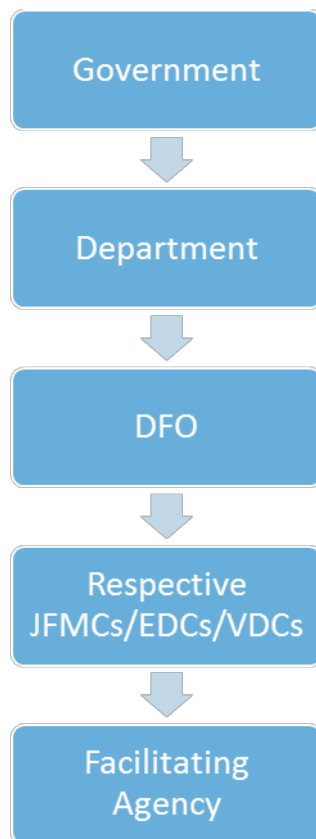 Government
Department
DFO
Respective
JFMCs/EDCs/VDCs
Facilitating
Agency